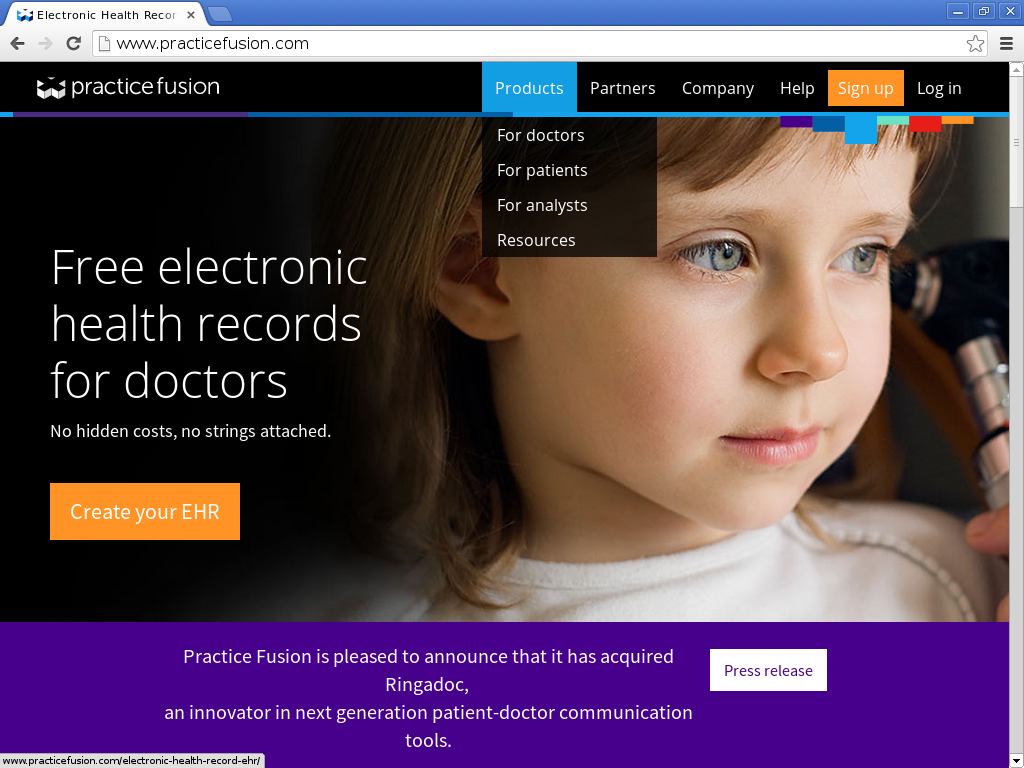 Electronic Health Recor
www.practicefusion.com
practice fusion
Products Partners Company Help Sign up Log in
For doctors
For patients
For analysts
Resources
Free electronic
health records
for doctors
No hidden costs, no strings attached.
Create your EHR
Practice Fusion is pleased to announce that it has acquired
Ringadoc,
an innovator in next generation patient-doctor communication
tools.
Press release
www.practicefusion.com/electronic-health-record-ehr/